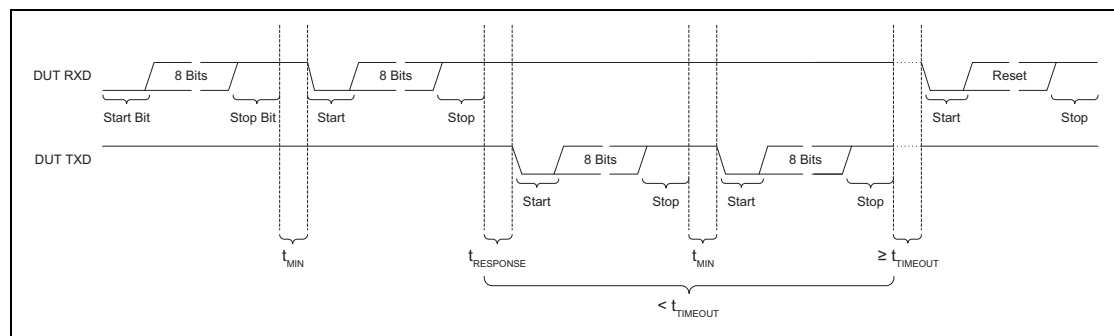 DUT RXD
8 Bits
8 Bits
Reset
Start Bit
Stop Bit
Start
Stop
Start
Stop
DUT TXD
8 Bits
8 Bits
Start
Stop
Start
Stop
tMIN
tRESPONSE
tMIN
≥ tTIMEOUT
< tTIMEOUT